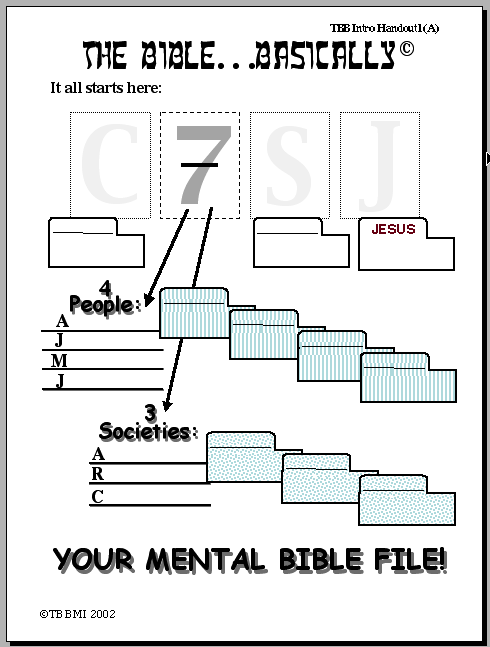 TBB Intro Handout1(A)
THE BIBLE...BASICALLY©
It all starts here:
C 7 S J
JESUS
4
People:
A
J
M
J
3
Societies:
A
R
C
YOUR MENTAL BIBLE FILE!
©TBBMI 2002